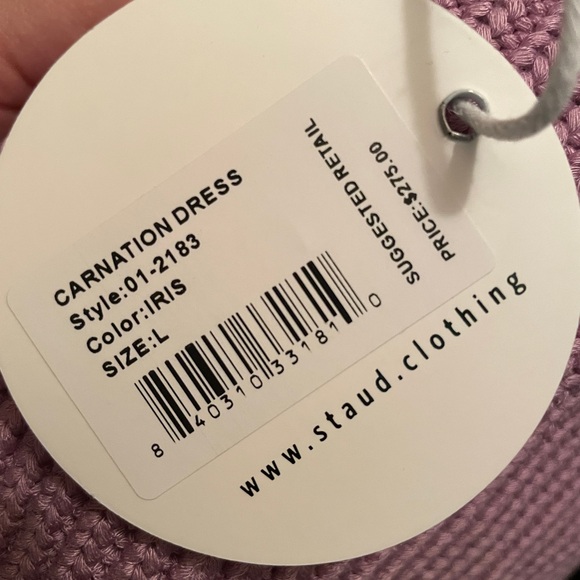 CARNATION DRESS
Style:01-2183
Color:IRIS
SIZE:L
SUGGESTED RETAIL
PRICE:$275.00
8 40310 33181 0
www.staud.clothing